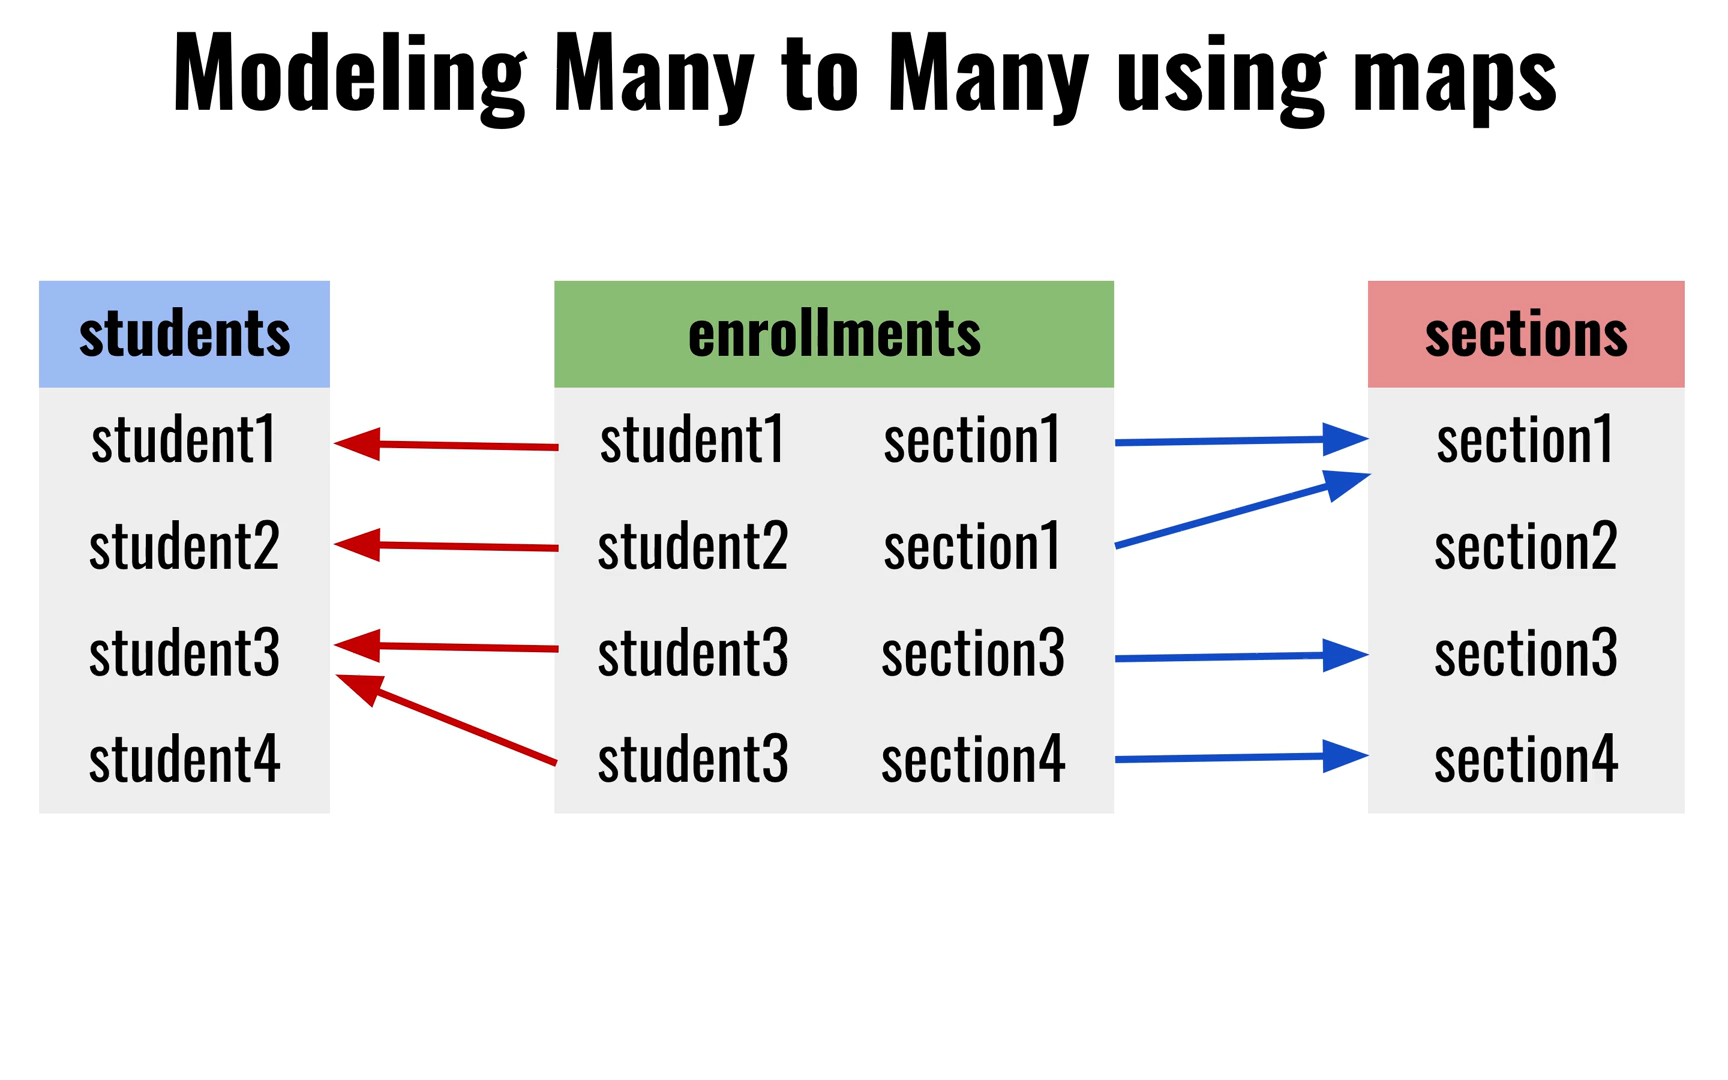 Modeling Many to Many using maps
students enrollments sections
student1 student1 section1 section1
student2 student2 section1 section2
student3 student3 section3 section3
student4 student3 section4 section4